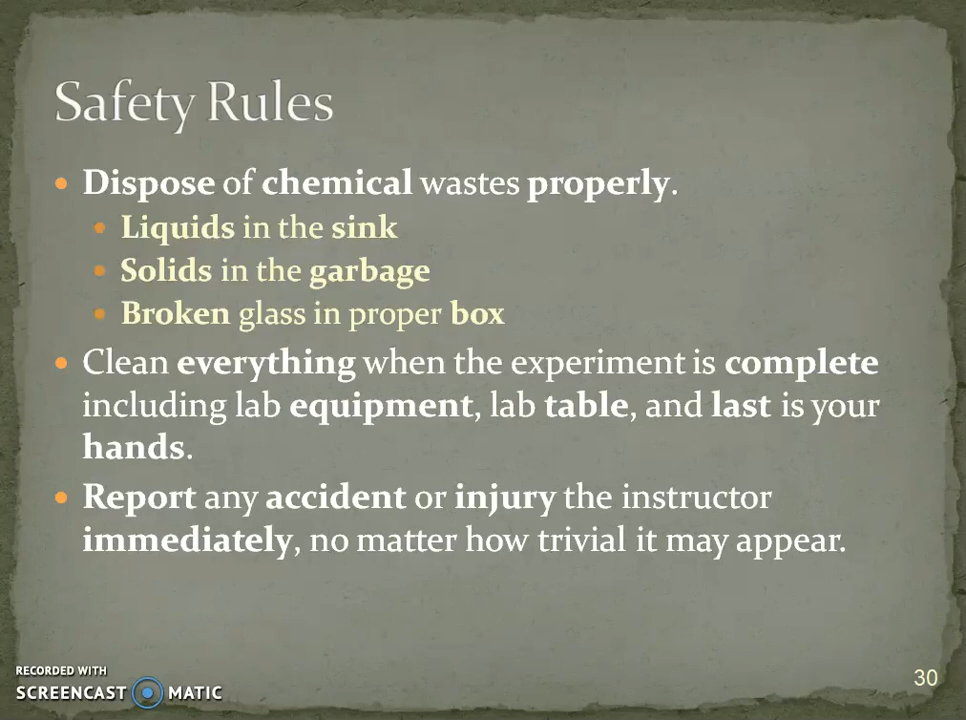 Safety Rules
• Dispose of chemical wastes properly.
• Liquids in the sink
• Solids in the garbage
• Broken glass in proper box
• Clean everything when the experiment is complete
including lab equipment, lab table, and last is your
hands.
• Report any accident or injury the instructor
immediately, no matter how trivial it may appear.
RECORDED WITH
SCREENCAST MATIC
30